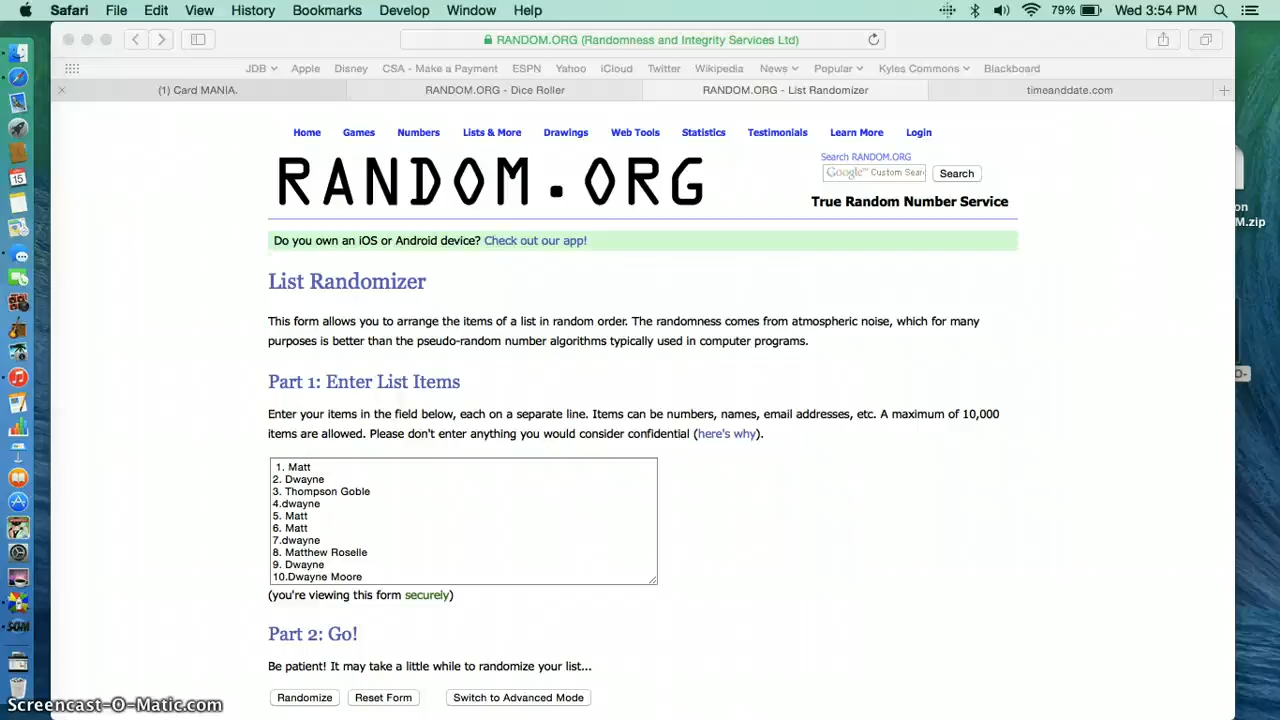 Safari File Edit View History Bookmarks Develop Window Help 79% Wed 3:54 PM
RANDOM.ORG (Randomness and Integrity Services Ltd)
JDB Apple Disney CSA - Make a Payment ESPN Yahoo iCloud Twitter Wikipedia News Popular Kyles Commons Blackboard
(1) Card MANIA. RANDOM.ORG - Dice Roller RANDOM.ORG - List Randomizer timeanddate.com
Home Games Numbers Lists & More Drawings Web Tools Statistics Testimonials Learn More Login
RANDOM.ORG
Search RANDOM.ORG
Google™ Custom Sear Search
True Random Number Service
Do you own an iOS or Android device? Check out our app!
List Randomizer
This form allows you to arrange the items of a list in random order. The randomness comes from atmospheric noise, which for many
purposes is better than the pseudo-random number algorithms typically used in computer programs.
Part 1: Enter List Items
Enter your items in the field below, each on a separate line. Items can be numbers, names, email addresses, etc. A maximum of 10,000
items are allowed. Please don't enter anything you would consider confidential (here's why).
1. Matt
2. Dwayne
3. Thompson Goble
4.dwayne
5. Matt
6. Matt
7.dwayne
8. Matthew Roselle
9. Dwayne
10.Dwayne Moore
(you're viewing this form securely)
Part 2: Go!
Be patient! It may take a little while to randomize your list...
Randomize Reset Form Switch to Advanced Mode
on
M.zip
15
SOM
Screencast-O-Matic.com